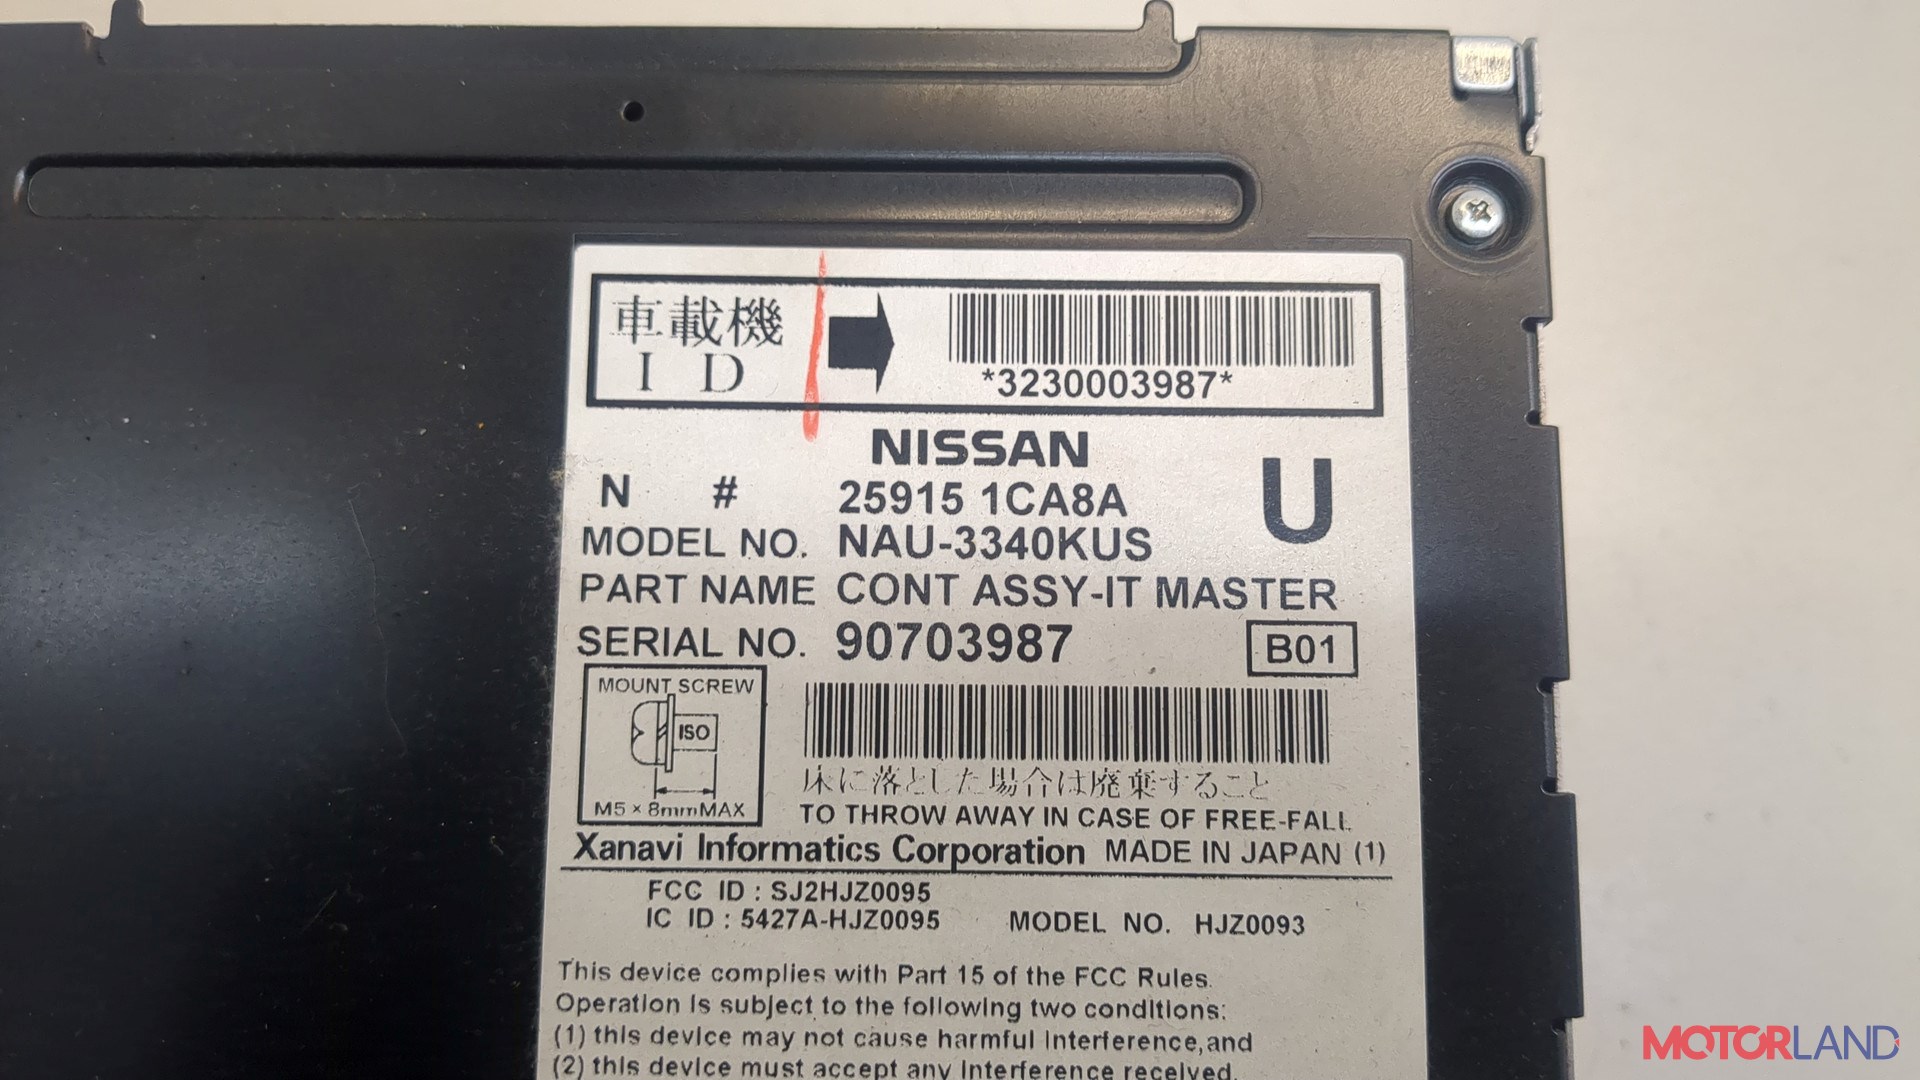 車載機
ID
*3230003987*
NISSAN
N # 25915 1CA8A
U
MODEL NO. NAU-3340KUS
PART NAME CONT ASSY-IT MASTER
SERIAL NO. 90703987
B01
MOUNT SCREW
ISO
M5×8mmMAX
床に落とした場合は廃棄すること
TO THROW AWAY IN CASE OF FREE-FALL
Xanavi Informatics Corporation MADE IN JAPAN (1)
FCC ID : SJ2HJZ0095
IC ID : 5427A-HJZ0095 MODEL NO. HJZ0093
This device complies with Part 15 of the FCC Rules.
Operation is subject to the following two conditions:
(1) this device may not cause harmful interference,and
(2) this device must accept any interference received,
MOTORLAND